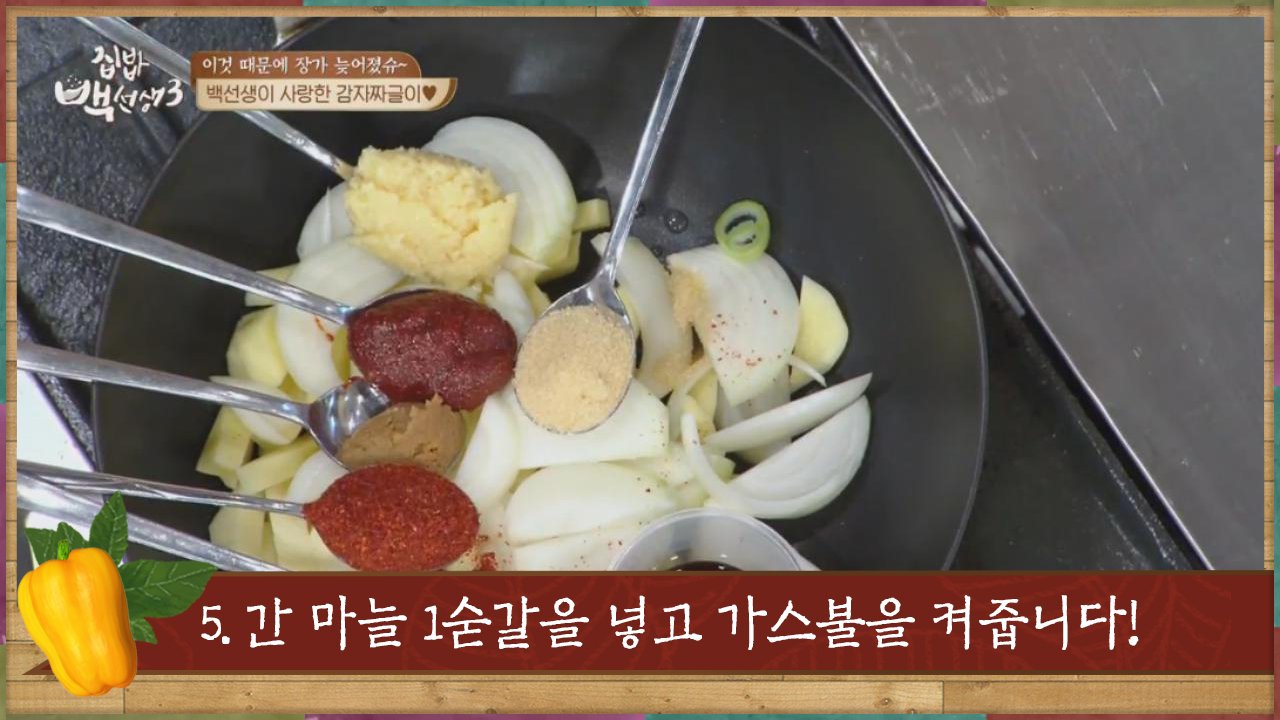 집밥
백선생3
이것 때문에 장가 늦어졌슈~
백선생이 사랑한 감자짜글이♥
5. 간 마늘 1숟갈을 넣고 가스불을 켜줍니다!